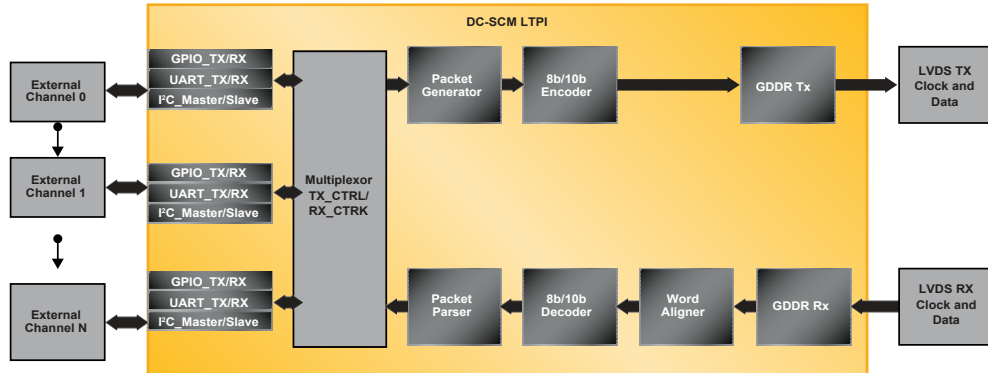 DC-SCM LTPI
External
Channel 0
GPIO_TX/RX
UART_TX/RX
I²C_Master/Slave
Packet
Generator
8b/10b
Encoder
GDDR Tx
LVDS TX
Clock and
Data
External
Channel 1
GPIO_TX/RX
UART_TX/RX
I²C_Master/Slave
Multiplexor
TX_CTRL/
RX_CTRK
External
Channel N
GPIO_TX/RX
UART_TX/RX
I²C_Master/Slave
Packet
Parser
8b/10b
Decoder
Word
Aligner
GDDR Rx
LVDS RX
Clock and
Data